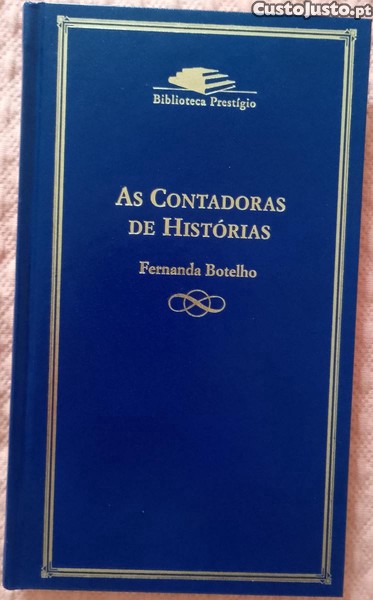 CustoJusto.pt
Biblioteca Prestígio
AS CONTADORAS
DE HISTÓRIAS
Fernanda Botelho